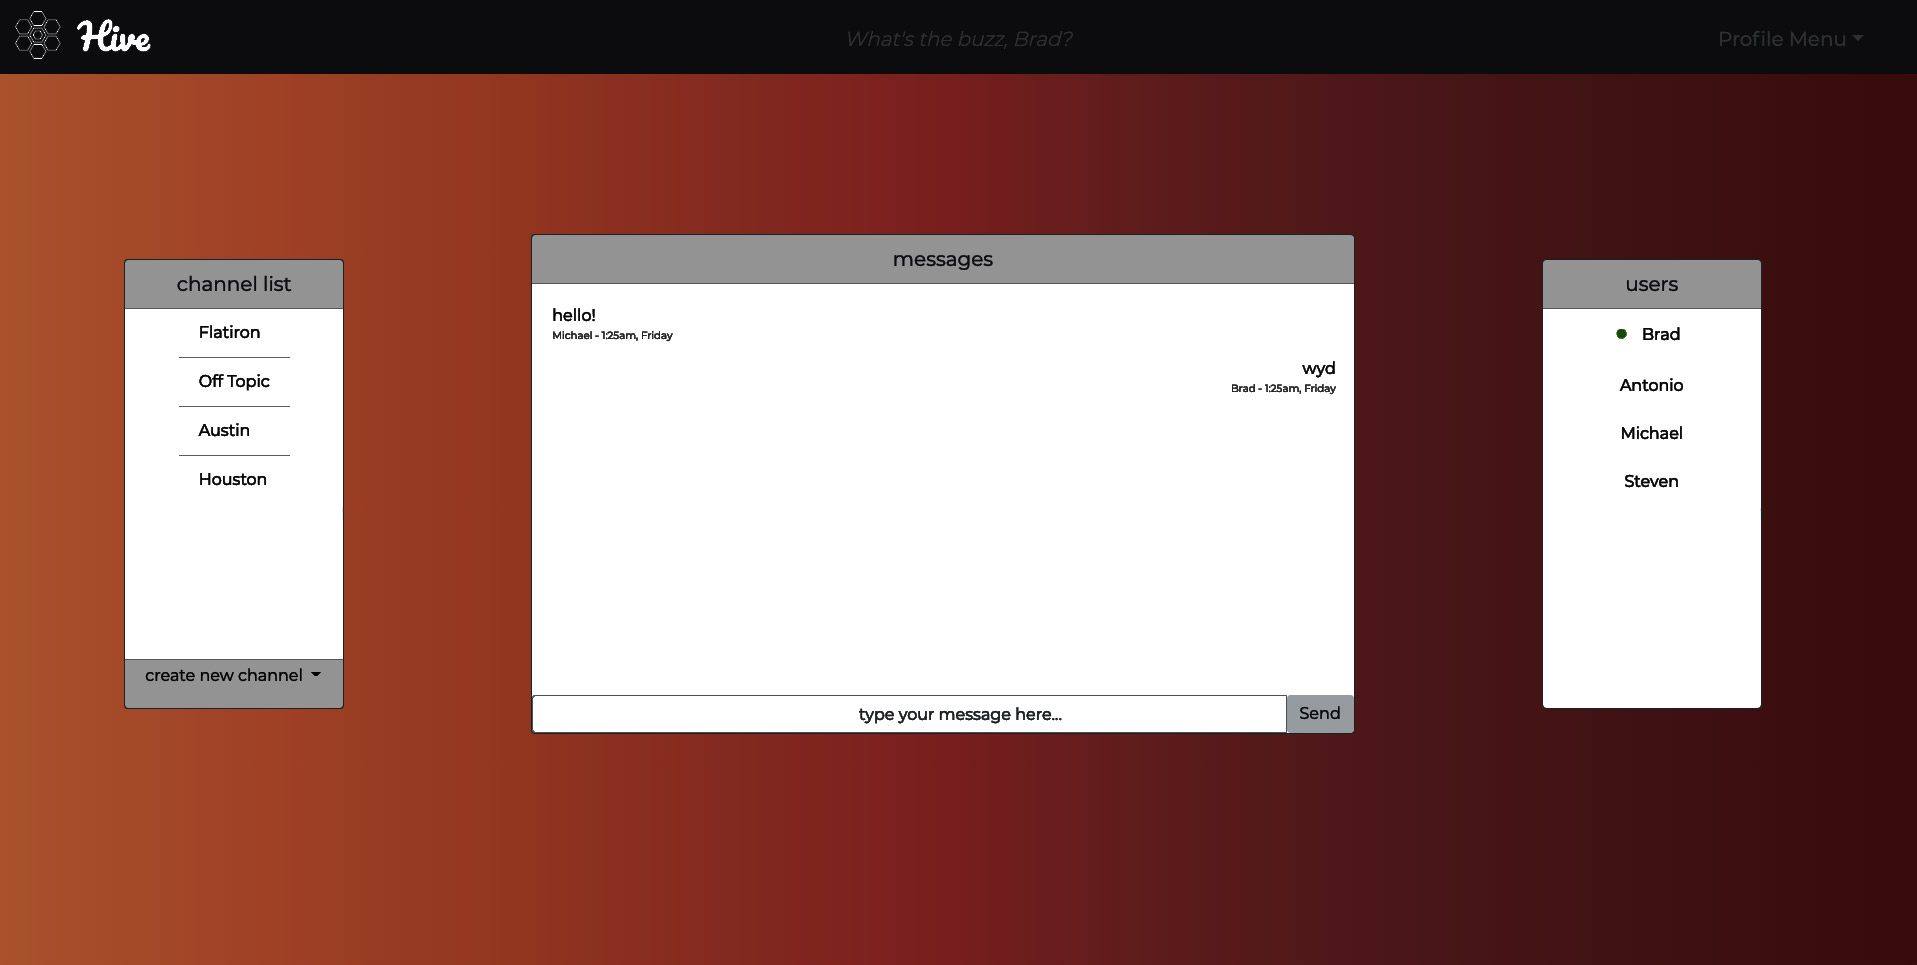 Hive
What's the buzz, Brad?
Profile Menu
channel list
Flatiron
Off Topic
Austin
Houston
create new channel
messages
hello!
Michael - 1:25am, Friday
wyd
Brad - 1:25am, Friday
type your message here...
Send
users
Brad
Antonio
Michael
Steven